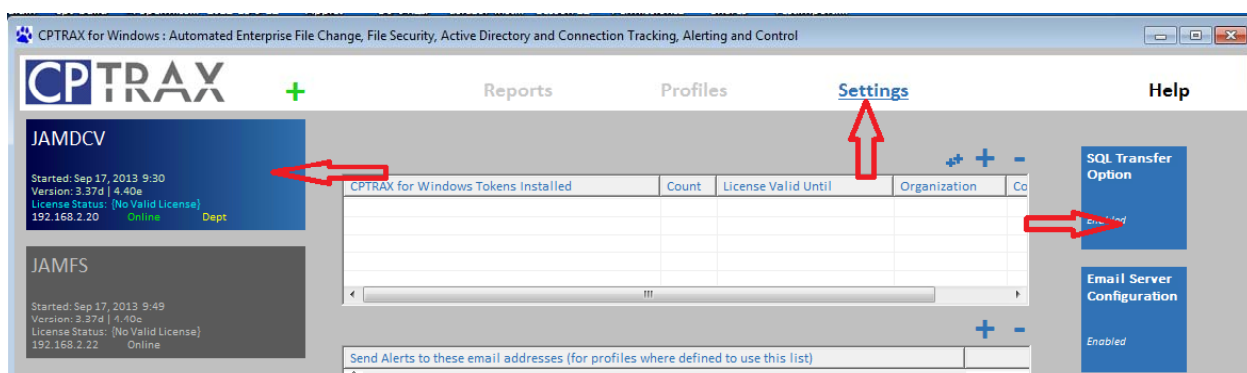 CPTRAX for Windows : Automated Enterprise File Change, File Security, Active Directory and Connection Tracking, Alerting and Control
CPTRAX
+
Reports
Profiles
Settings
Help
JAMDCV
Started: Sep 17, 2013 9:30
Version: 3.37d | 4.40e
License Status: {No Valid License}
192.168.2.20 Online Dept
JAMFS
Started: Sep 17, 2013 9:49
Version: 3.37d | 4.40e
License Status: {No Valid License}
192.168.2.22 Online
CPTRAX for Windows Tokens Installed Count License Valid Until Organization Co
Send Alerts to these email addresses (for profiles where defined to use this list)
SQL Transfer
Option
Enabled
Email Server
Configuration
Enabled